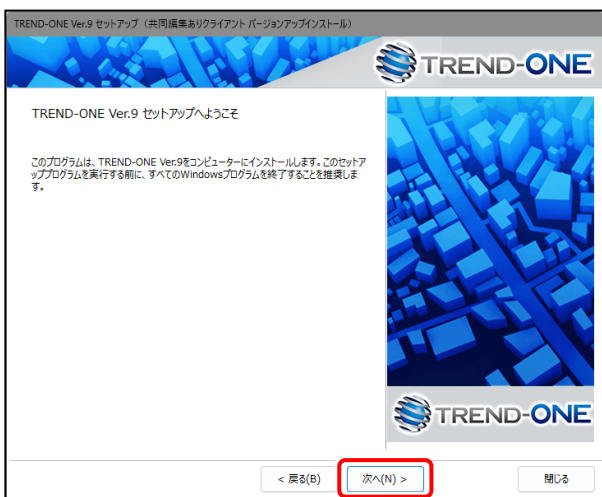 TREND-ONE Ver.9 セットアップ（共同編集ありクライアント バージョンアップインストール）
TREND-ONE
TREND-ONE Ver.9 セットアップへようこそ
このプログラムは、TREND-ONE Ver.9をコンピューターにインストールします。このセットア
ッププログラムを実行する前に、すべてのWindowsプログラムを終了することを推奨しま
す。
TREND-ONE
< 戻る(B)
次へ(N) >
閉じる